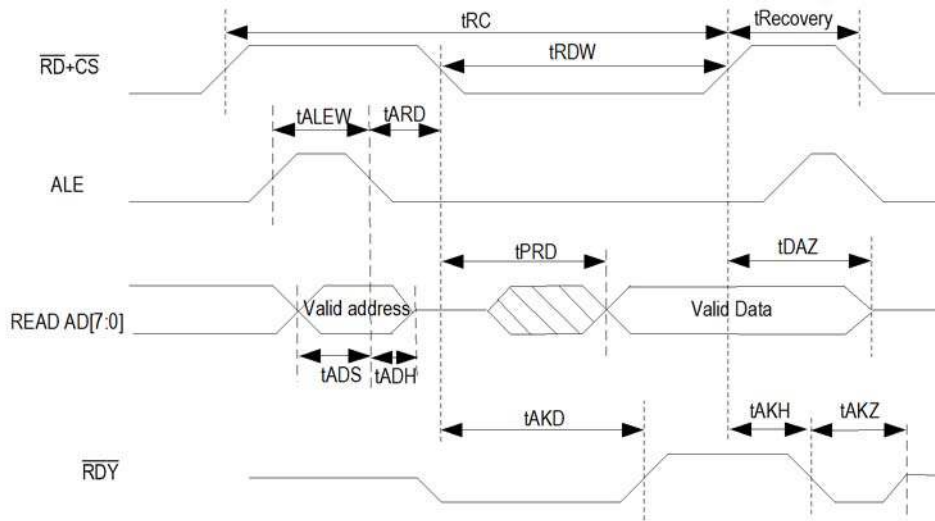 tRC
tRecovery
RD+CS
tRDW
tALEW
tARD
ALE
tPRD
tDAZ
READ AD[7:0]
Valid address
Valid Data
tADS
tADH
tAKD
tAKH
tAKZ
RDY